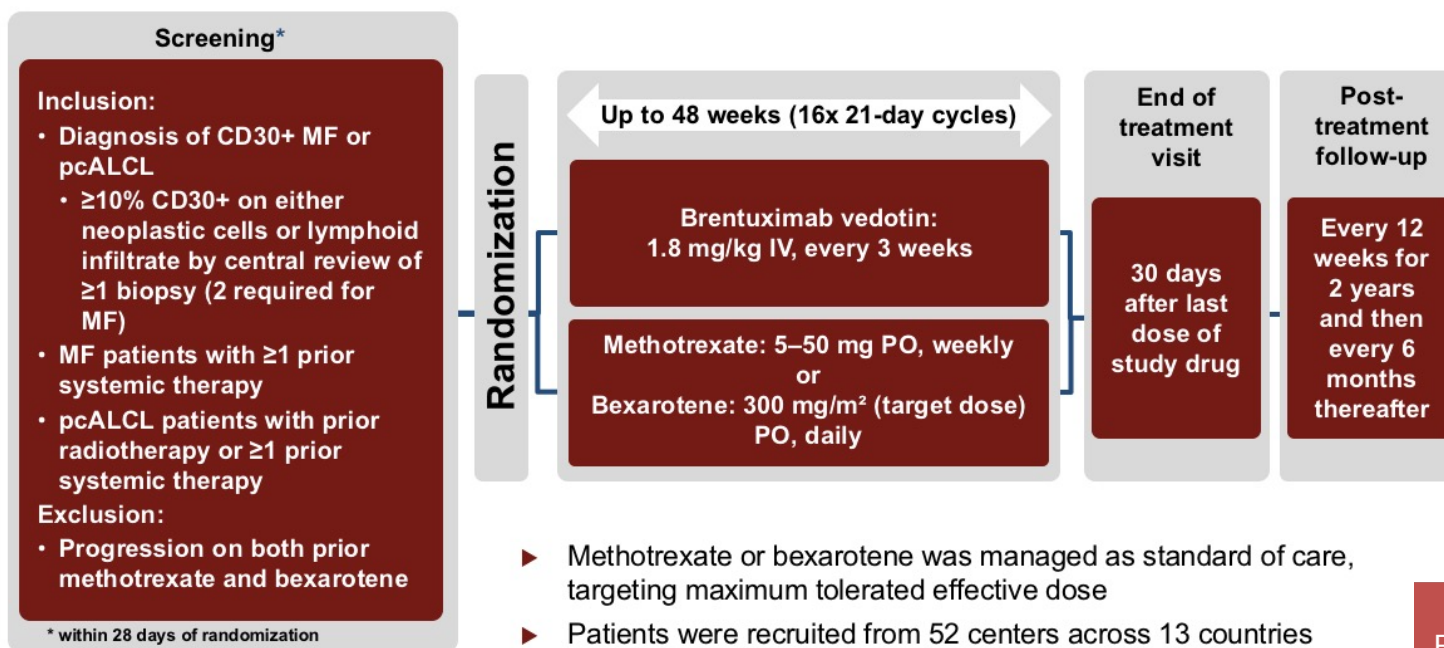 Screening*
Inclusion:
• Diagnosis of CD30+ MF or
pcALCL
• ≥10% CD30+ on either
neoplastic cells or lymphoid
infiltrate by central review of
≥1 biopsy (2 required for
MF)
• MF patients with ≥1 prior
systemic therapy
• pcALCL patients with prior
radiotherapy or ≥1 prior
systemic therapy
Exclusion:
• Progression on both prior
methotrexate and bexarotene
* within 28 days of randomization
Randomization
Up to 48 weeks (16x 21-day cycles)
Brentuximab vedotin:
1.8 mg/kg IV, every 3 weeks
Methotrexate: 5–50 mg PO, weekly
or
Bexarotene: 300 mg/m² (target dose)
PO, daily
End of
treatment
visit
30 days
after last
dose of
study drug
Post-
treatment
follow-up
Every 12
weeks for
2 years
and then
every 6
months
thereafter
Methotrexate or bexarotene was managed as standard of care,
targeting maximum tolerated effective dose
Patients were recruited from 52 centers across 13 countries